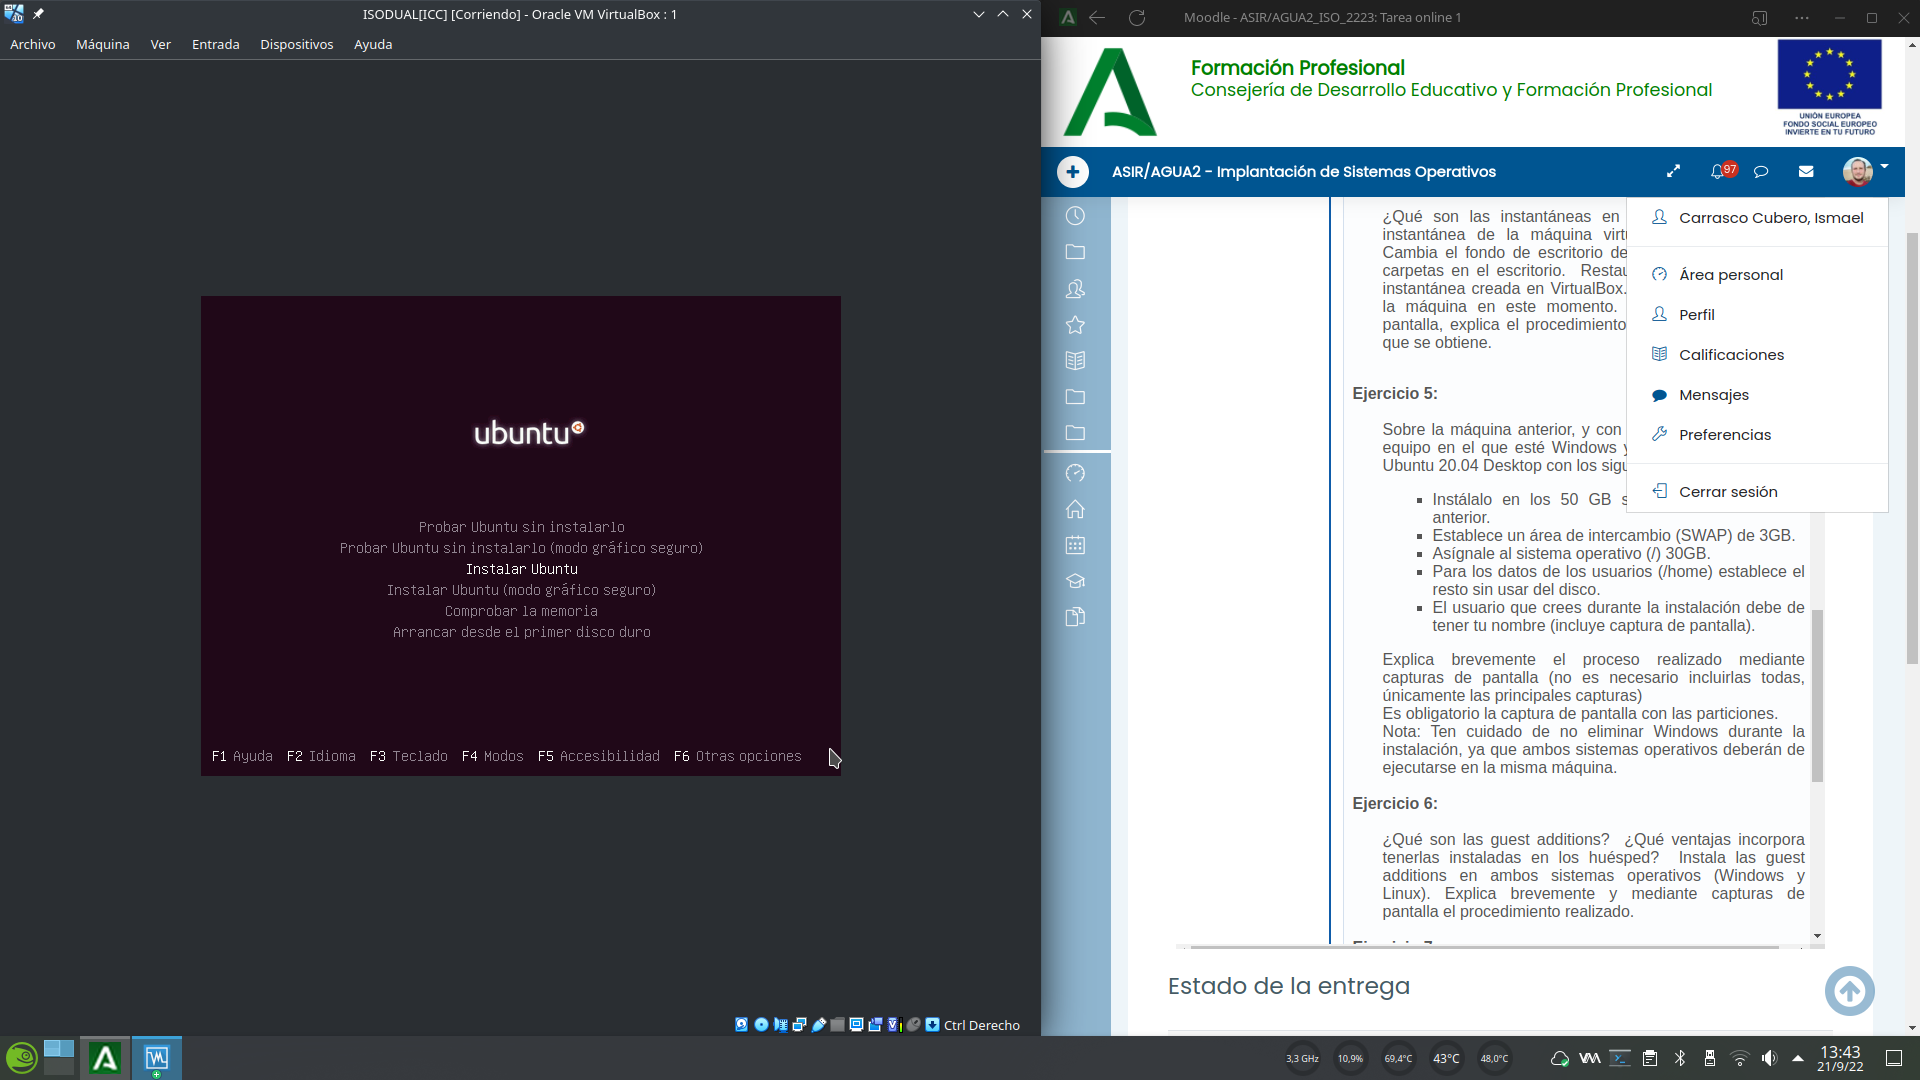 ISODUAL[ICC] [Corriendo] - Oracle VM VirtualBox : 1
Archivo Máquina Ver Entrada Dispositivos Ayuda
ubuntu
Probar Ubuntu sin instalarlo
Probar Ubuntu sin instalarlo (modo gráfico seguro)
Instalar Ubuntu
Instalar Ubuntu (modo gráfico seguro)
Comprobar la memoria
Arrancar desde el primer disco duro
F1 Ayuda F2 Idioma F3 Teclado F4 Modos F5 Accesibilidad F6 Otras opciones
Ctrl Derecho
Moodle - ASIR/AGUA2_ISO_2223: Tarea online 1
Formación Profesional
Consejería de Desarrollo Educativo y Formación Profesional
UNIÓN EUROPEA
FONDO SOCIAL EUROPEO
INVIERTE EN TU FUTURO
ASIR/AGUA2 - Implantación de Sistemas Operativos
97
Carrasco Cubero, Ismael
Área personal
Perfil
Calificaciones
Mensajes
Preferencias
Cerrar sesión
¿Qué son las instantáneas en
instantánea de la máquina
Cambia el fondo de escritorio de
carpetas en el escritorio.
instantánea creada en VirtualBox.
la máquina en este momento.
pantalla, explica el procedimiento
que se obtiene.
Ejercicio 5:
Sobre la máquina anterior, y con
equipo en el que esté Windows y
Ubuntu 20.04 Desktop con los
Instálalo en los 50 GB
anterior.
Establece un área de intercambio (SWAP) de 3GB.
Asígnale al sistema operativo (/) 30GB.
Para los datos de los usuarios (/home) establece el
resto sin usar del disco.
El usuario que crees durante la instalación debe de
tener tu nombre (incluye captura de pantalla).
Explica brevemente el proceso realizado mediante
capturas de pantalla (no es necesario incluirlas todas,
únicamente las principales capturas)
Es obligatorio la captura de pantalla con las particiones.
Nota: Ten cuidado de no eliminar Windows durante la
instalación, ya que ambos sistemas operativos deberán de
ejecutarse en la misma máquina.
Ejercicio 6:
¿Qué son las guest additions? ¿Qué ventajas incorpora
tenerlas instaladas en los huésped? Instala las guest
additions en ambos sistemas operativos (Windows y
Linux). Explica brevemente y mediante capturas de
pantalla el procedimiento realizado.
Estado de la entrega
3,3 GHz 10,9% 69,4°C 43°C 48,0°C
13:43
21/9/22